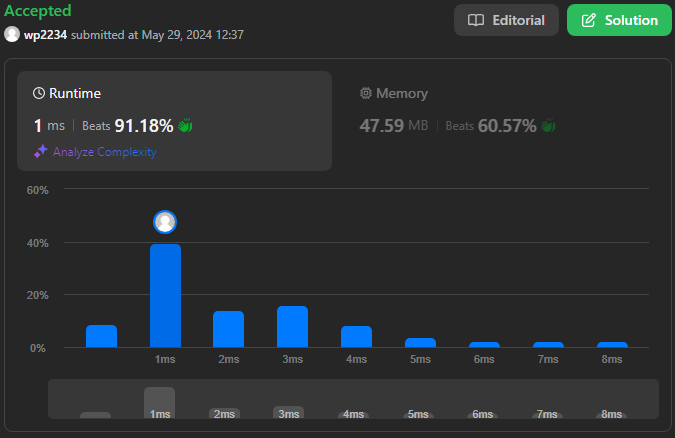 Accepted
Editorial
Solution
wp2234 submitted at May 29, 2024 12:37
Runtime
1 ms | Beats 91.18%
Analyze Complexity
Memory
47.59 MB | Beats 60.57%
60%
40%
20%
0%
1ms 2ms 3ms 4ms 5ms 6ms 7ms 8ms
1ms 2ms 3ms 4ms 5ms 6ms 7ms 8ms